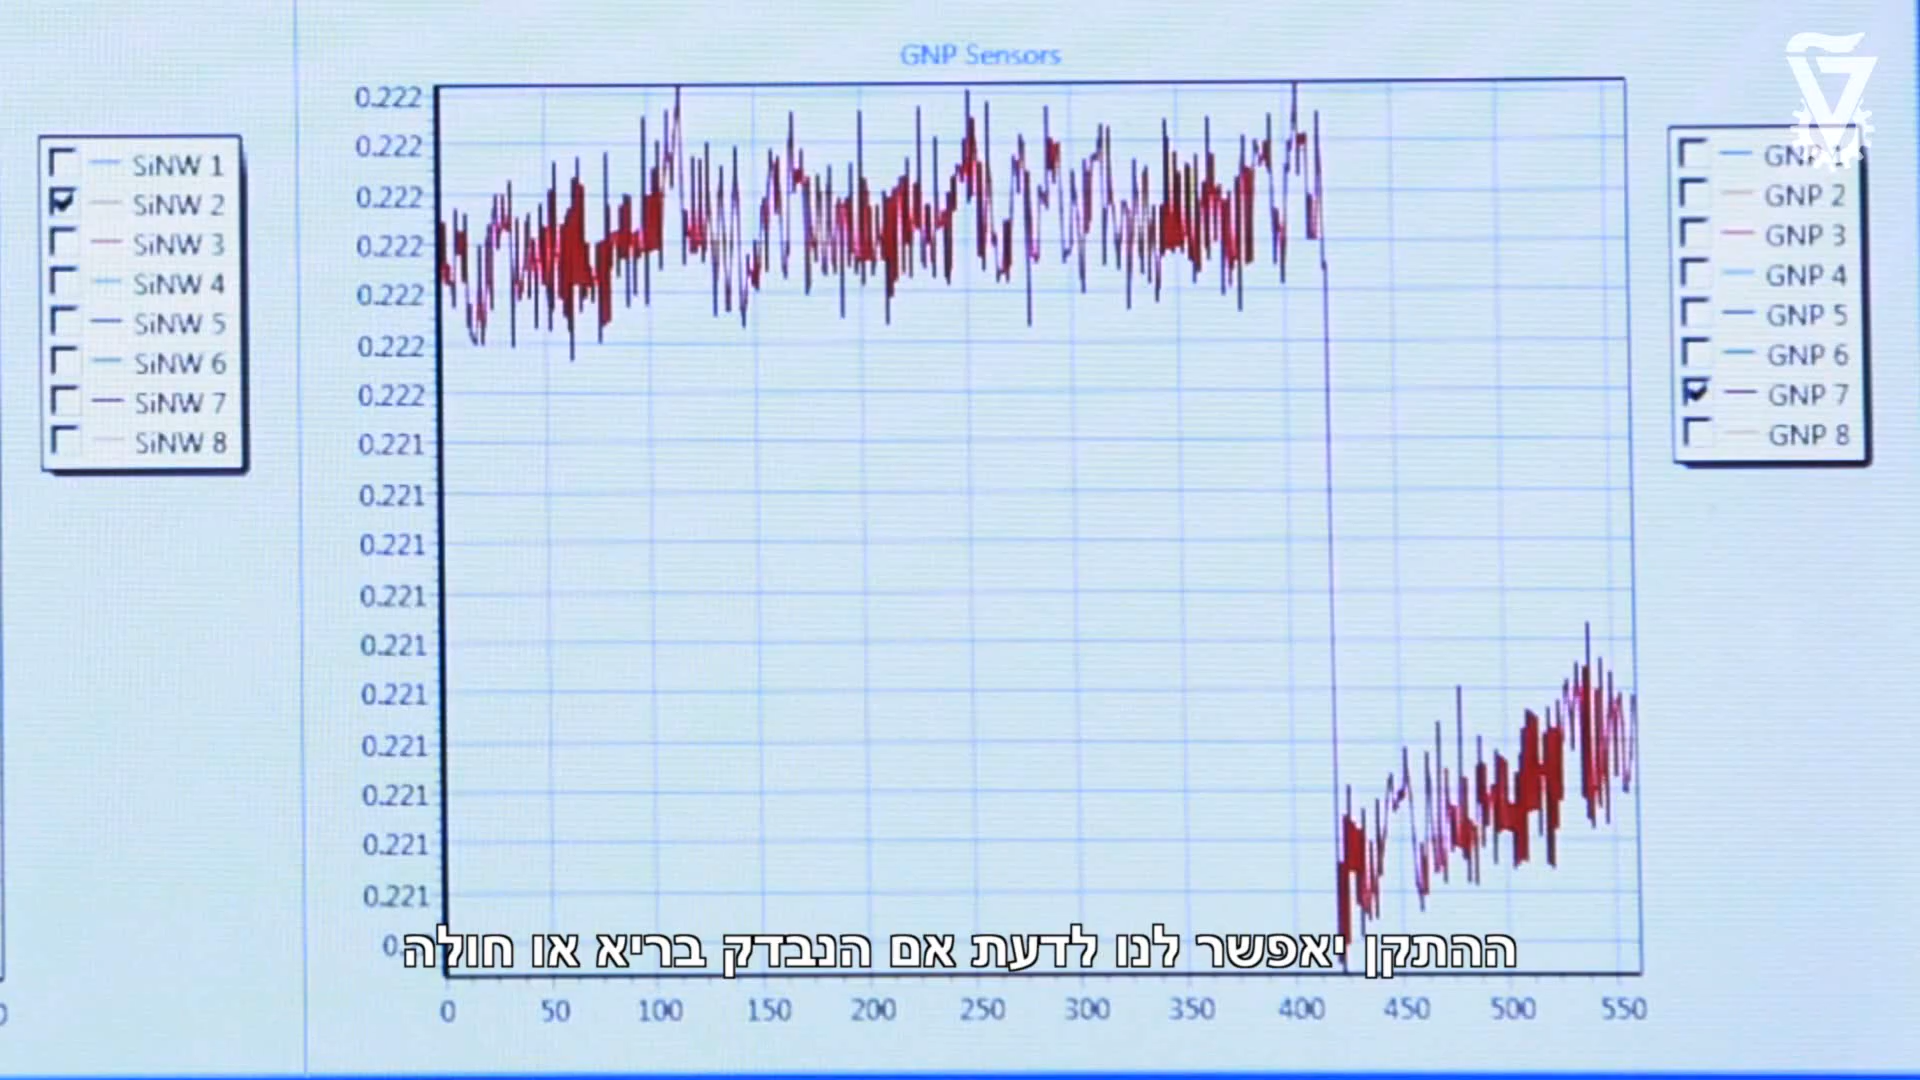 GNP Sensors
SiNW 1
SiNW 2
SiNW 3
SiNW 4
SiNW 5
SiNW 6
SiNW 7
SiNW 8
0.222
0.222
0.222
0.222
0.222
0.222
0.222
0.221
0.221
0.221
0.221
0.221
0.221
0.221
0.221
0.221
0.221
0 50 100 150 200 250 300 350 400 450 500 550
GNP 2
GNP 3
GNP 4
GNP 5
GNP 6
GNP 7
GNP 8
ההתקן יאפשר לנו לדעת אם הנבדק בריא או חולה